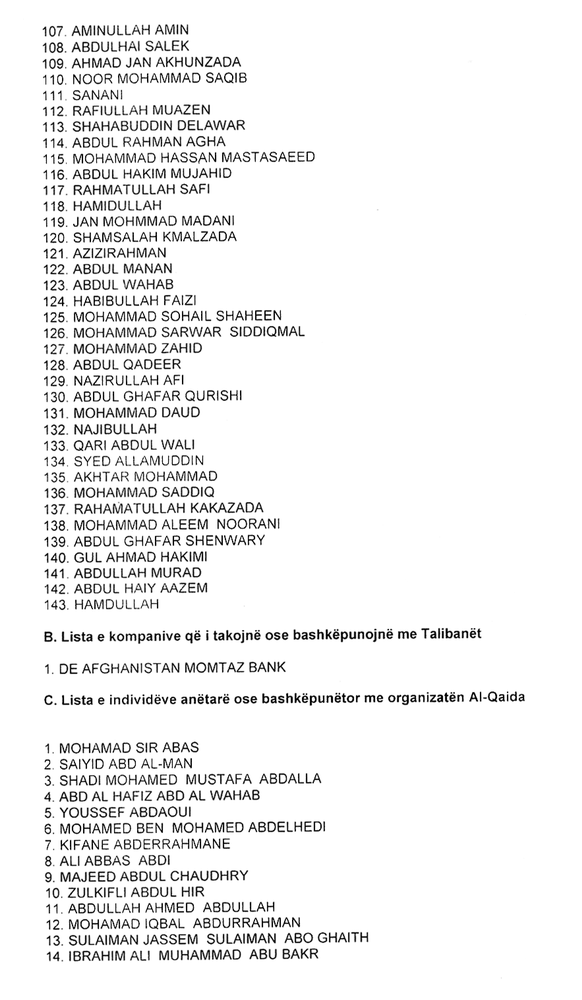 107. AMINULLAH AMIN
108. ABDULHAI SALEK
109. AHMAD JAN AKHUNZADA
110. NOOR MOHAMMAD SAQIB
111. SANANI
112. RAFIULLAH MUAZEN
113. SHAHABUDDIN DELAWAR
114. ABDUL RAHMAN AGHA
115. MOHAMMAD HASSAN MASTASAEED
116. ABDUL HAKIM MUJAHID
117. RAHMATULLAH SAFI
118. HAMIDULLAH
119. JAN MOHMMAD MADANI
120. SHAMSALAH KMALZADA
121. AZIZIRAHMAN
122. ABDUL MANAN
123. ABDUL WAHAB
124. HABIBULLAH FAIZI
125. MOHAMMAD SOHAIL SHAHEEN
126. MOHAMMAD SARWAR SIDDIQMAL
127. MOHAMMAD ZAHID
128. ABDUL QADEER
129. NAZIRULLAH AFI
130. ABDUL GHAFAR QURISHI
131. MOHAMMAD DAUD
132. NAJIBULLAH
133. QARI ABDUL WALI
134. SYED ALLAMUDDIN
135. AKHTAR MOHAMMAD
136. MOHAMMAD SADDIQ
137. RAHAMATULLAH KAKAZADA
138. MOHAMMAD ALEEM NOORANI
139. ABDUL GHAFAR SHENWARY
140. GUL AHMAD HAKIMI
141. ABDULLAH MURAD
142. ABDUL HAIY AAZEM
143. HAMDULLAH
B. Lista e kompanive që i takojnë ose bashkëpunojnë me Talibanët
1. DE AFGHANISTAN MOMTAZ BANK
C. Lista e individëve anëtarë ose bashkëpunëtor me organizatën Al-Qaida
1. MOHAMAD SIR ABAS
2. SAIYID ABD AL-MAN
3. SHADI MOHAMED MUSTAFA ABDALLA
4. ABD AL HAFIZ ABD AL WAHAB
5. YOUSSEF ABDAOUI
6. MOHAMED BEN MOHAMED ABDELHEDI
7. KIFANE ABDERRAHMANE
8. ALI ABBAS ABDI
9. MAJEED ABDUL CHAUDHRY
10. ZULKIFLI ABDUL HIR
11. ABDULLAH AHMED ABDULLAH
12. MOHAMAD IQBAL ABDURRAHMAN
13. SULAIMAN JASSEM SULAIMAN ABO GHAITH
14. IBRAHIM ALI MUHAMMAD ABU BAKR